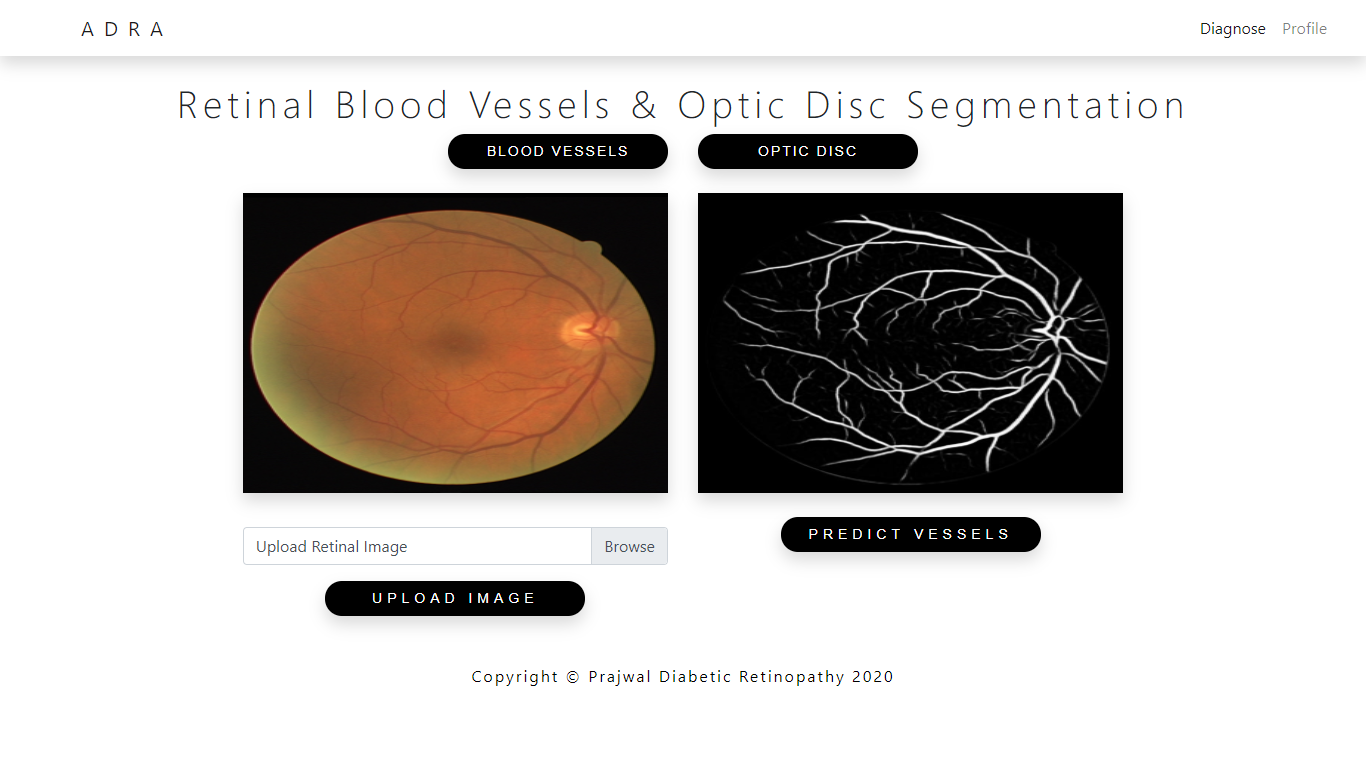 ADRA
Diagnose Profile
Retinal Blood Vessels & Optic Disc Segmentation
BLOOD VESSELS
OPTIC DISC
Upload Retinal Image Browse
PREDICT VESSELS
UPLOAD IMAGE
Copyright © Prajwal Diabetic Retinopathy 2020